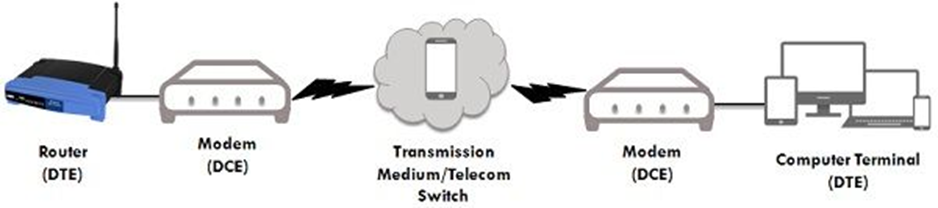 Router
(DTE)
Modem
(DCE)
Transmission
Medium/Telecom
Switch
Modem
(DCE)
Computer Terminal
(DTE)